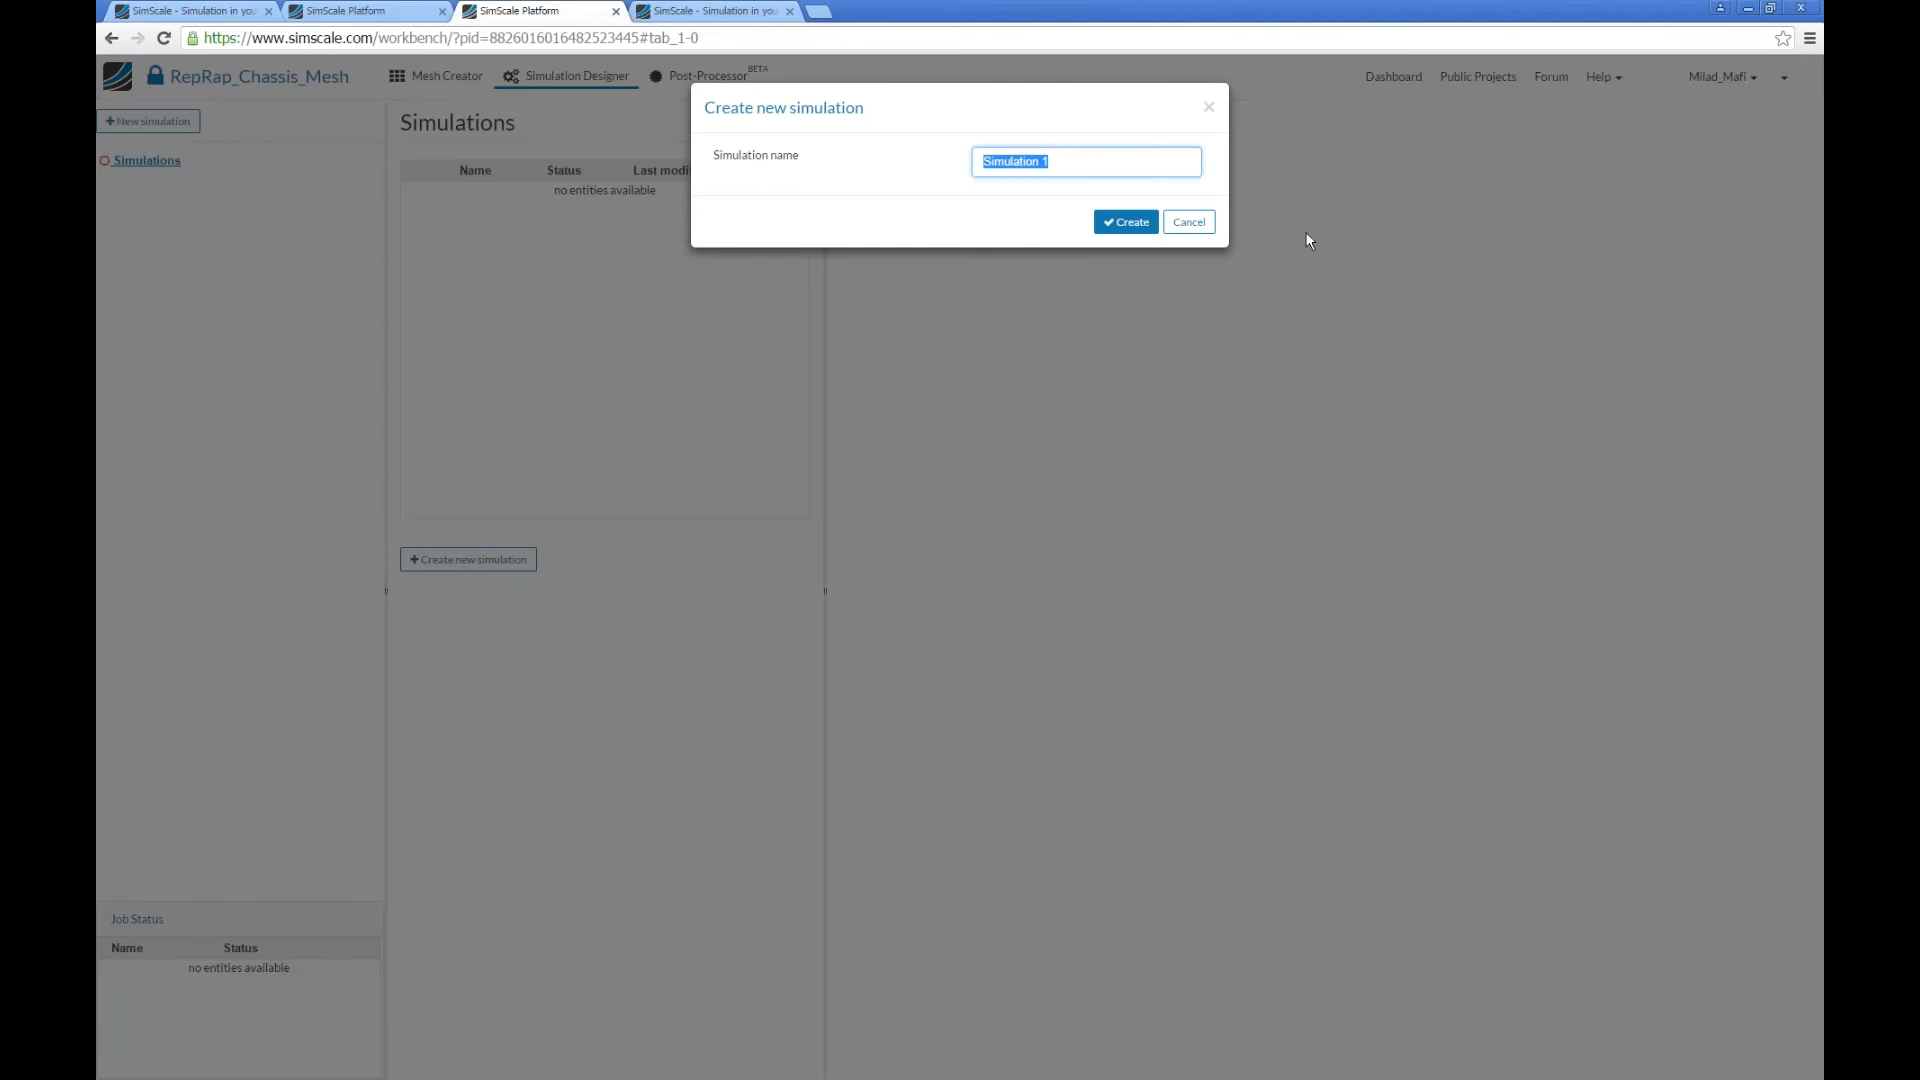 SimScale - Simulation in you
SimScale Platform
SimScale Platform
SimScale - Simulation in you
https://www.simscale.com/workbench/?pid=8826016016482523445#tab_1-0
RepRap_Chassis_Mesh
Mesh Creator
Simulation Designer
Post-Processor BETA
Dashboard
Public Projects
Forum
Help
Milad_Mafi
+ New simulation
Simulations
Simulations
Name Status Last modi
no entities available
+ Create new simulation
Create new simulation
×
Simulation name
Simulation 1
Create
Cancel
Job Status
Name Status
no entities available